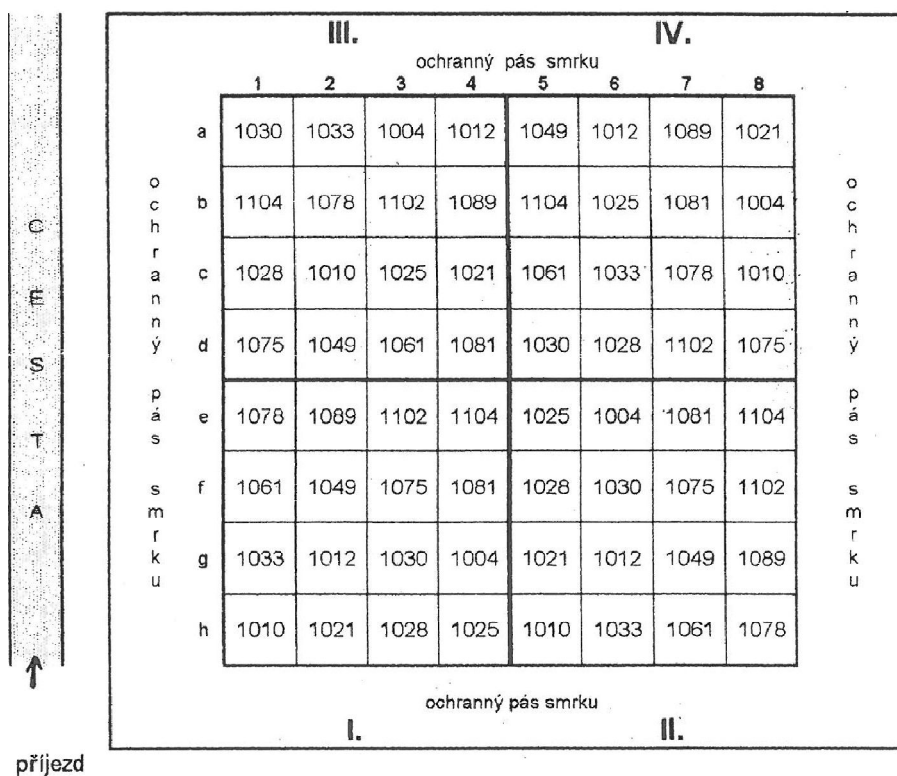 III. IV.
ochranný pás smrku
1 2 3 4 5 6 7 8
a 1030 1033 1004 1012 1049 1012 1089 1021
b 1104 1078 1102 1089 1104 1025 1081 1004
c 1028 1010 1025 1021 1061 1033 1078 1010
d 1075 1049 1061 1081 1030 1028 1102 1075
e 1078 1089 1102 1104 1025 1004 1081 1104
f 1061 1049 1075 1081 1028 1030 1075 1102
g 1033 1012 1030 1004 1021 1012 1049 1089
h 1010 1021 1028 1025 1010 1033 1061 1078
ochranný pás smrku
ochranný pás smrku
ochranný pás smrku
I. II.
CESTA
příjezd